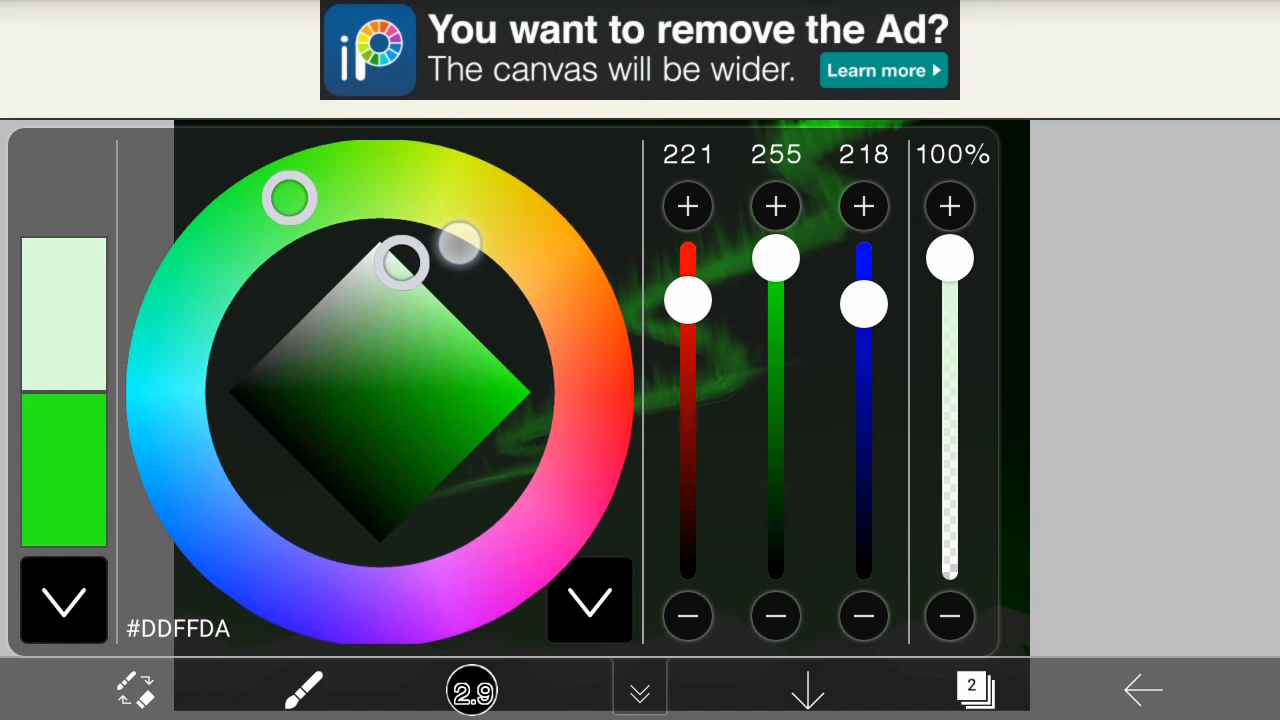 iP
You want to remove the Ad?
The canvas will be wider.
Learn more
221 255 218 100%
#DDFFDA
2.9
2